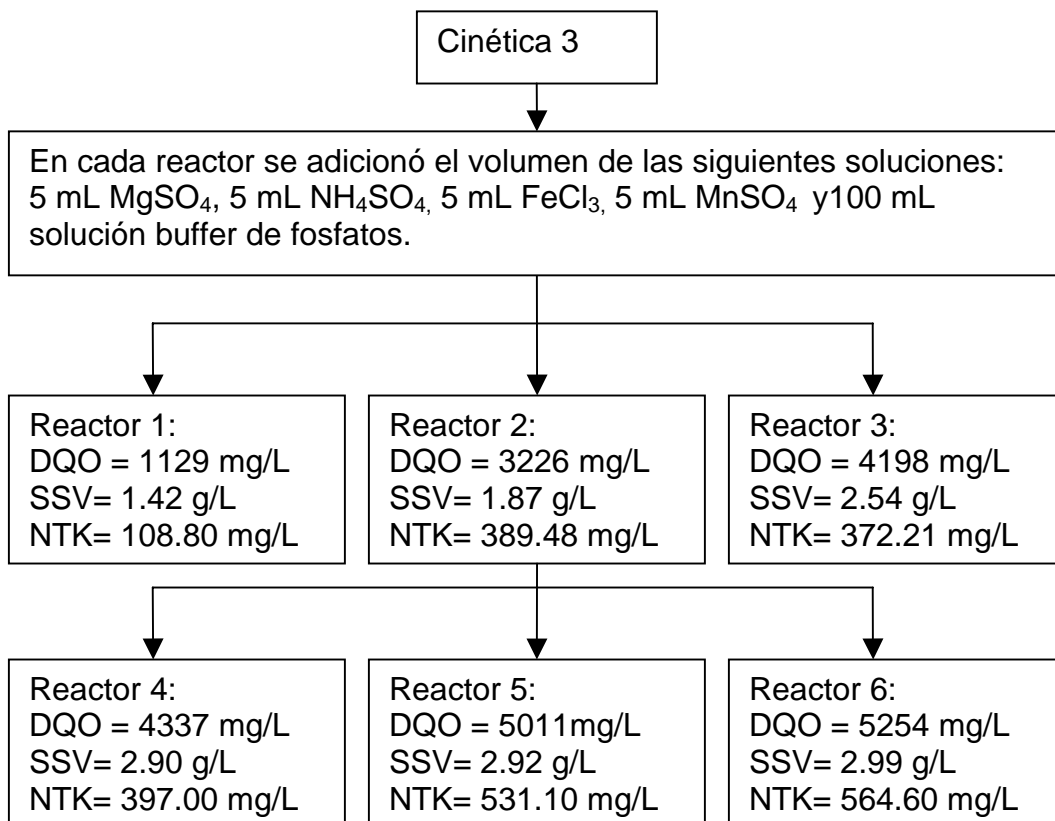 Cinética 3
En cada reactor se adicionó el volumen de las siguientes soluciones:
5 mL MgSO₄, 5 mL NH₄SO₄, 5 mL FeCl₃, 5 mL MnSO₄ y100 mL
solución buffer de fosfatos.
Reactor 1:
DQO = 1129 mg/L
SSV= 1.42 g/L
NTK= 108.80 mg/L
Reactor 2:
DQO = 3226 mg/L
SSV= 1.87 g/L
NTK= 389.48 mg/L
Reactor 3:
DQO = 4198 mg/L
SSV= 2.54 g/L
NTK= 372.21 mg/L
Reactor 4:
DQO = 4337 mg/L
SSV= 2.90 g/L
NTK= 397.00 mg/L
Reactor 5:
DQO = 5011mg/L
SSV= 2.92 g/L
NTK= 531.10 mg/L
Reactor 6:
DQO = 5254 mg/L
SSV= 2.99 g/L
NTK= 564.60 mg/L